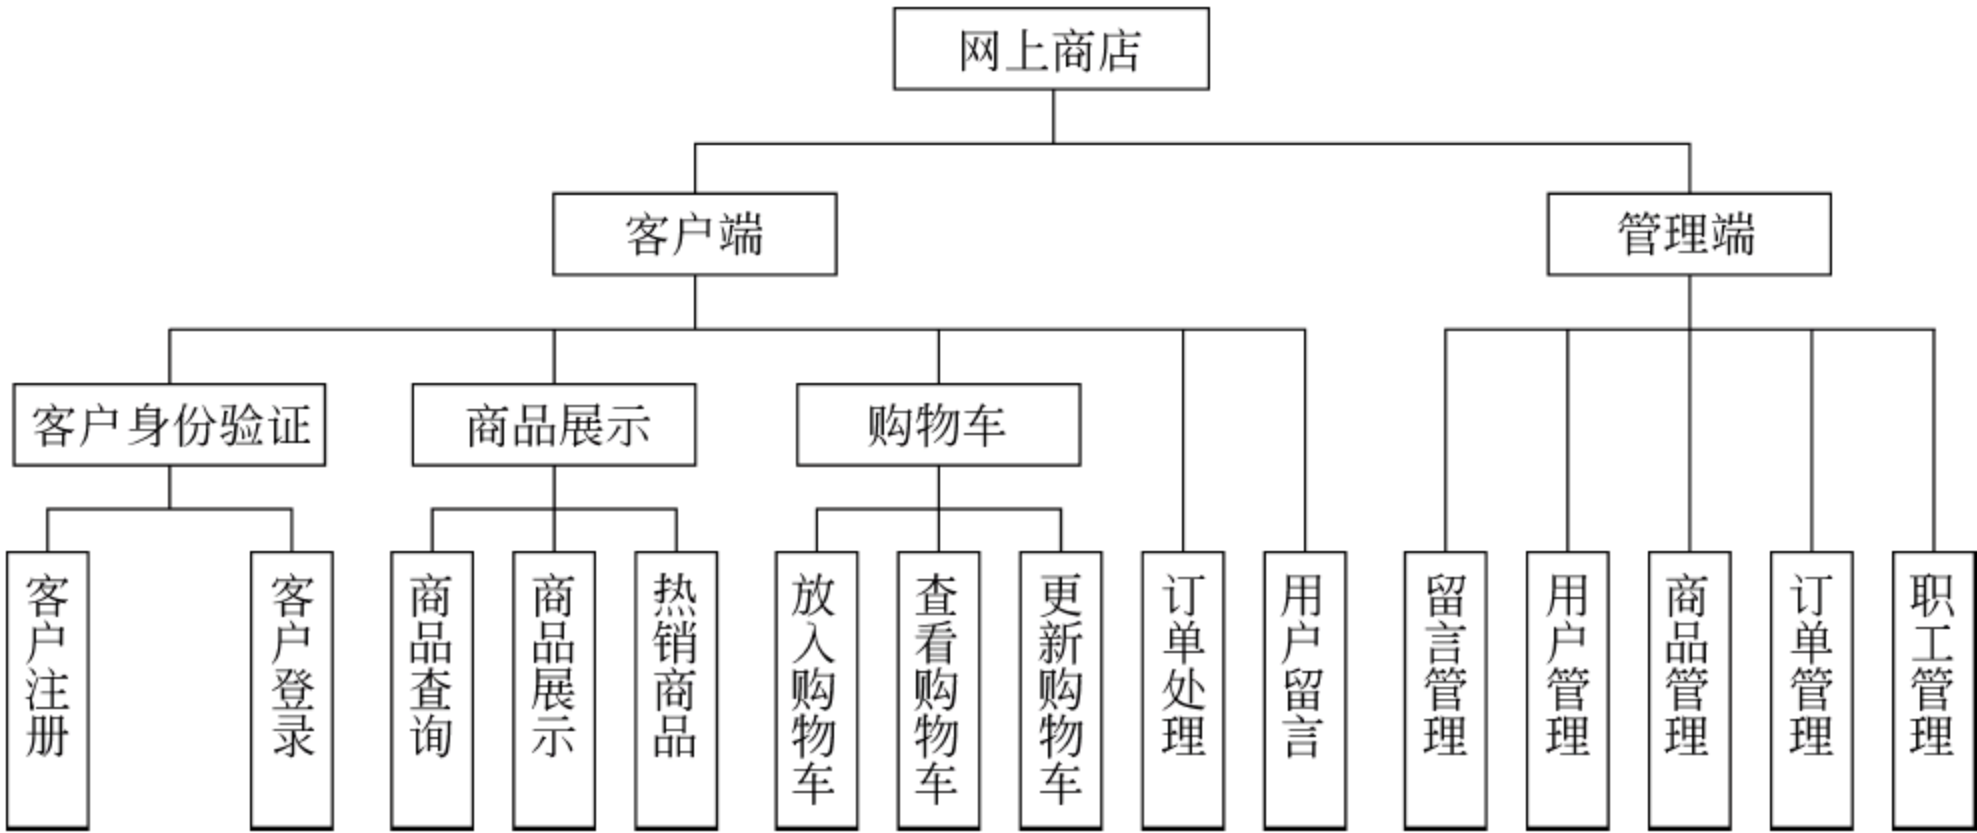 网上商店
客户端
管理端
客户身份验证
商品展示
购物车
客户注册
客户登录
商品查询
商品展示
热销商品
放入购物车
查看购物车
更新购物车
订单处理
用户留言
留言管理
用户管理
商品管理
订单管理
职工管理